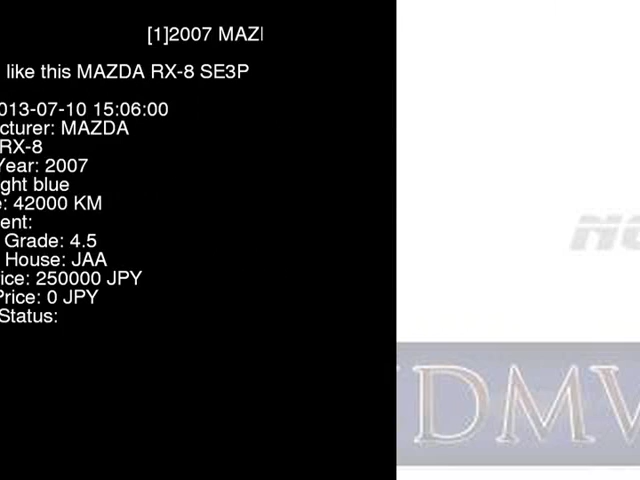 [1]2007 MAZ
like this MAZDA RX-8 SE3P
013-07-10 15:06:00
cturer: MAZDA
RX-8
Year: 2007
ght blue
e: 42000 KM
ent:
Grade: 4.5
House: JAA
ice: 250000 JPY
Price: 0 JPY
Status:
NO
DMV